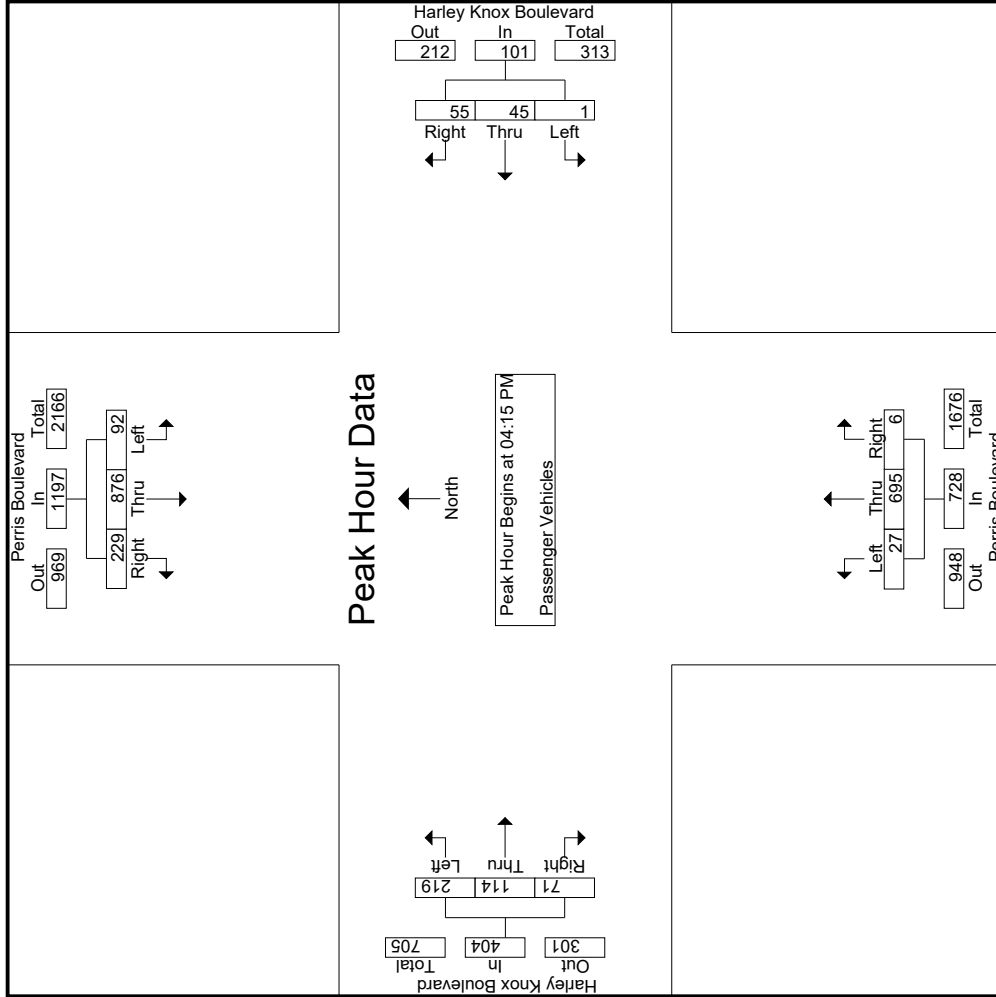 Harley Knox Boulevard
Out In Total
212 101 313
55 45 1
Right Thru Left
Perris Boulevard
Out In Total
969 1197 2166
229 876 92
Right Thru Left
Peak Hour Data
North
Peak Hour Begins at 04:15 PM
Passenger Vehicles
Left Thru Right
27 695 6
948 728 1676
Out In Total
Perris Boulevard
Left Thru Right
219 114 71
705 404 301
Total In Out
Harley Knox Boulevard